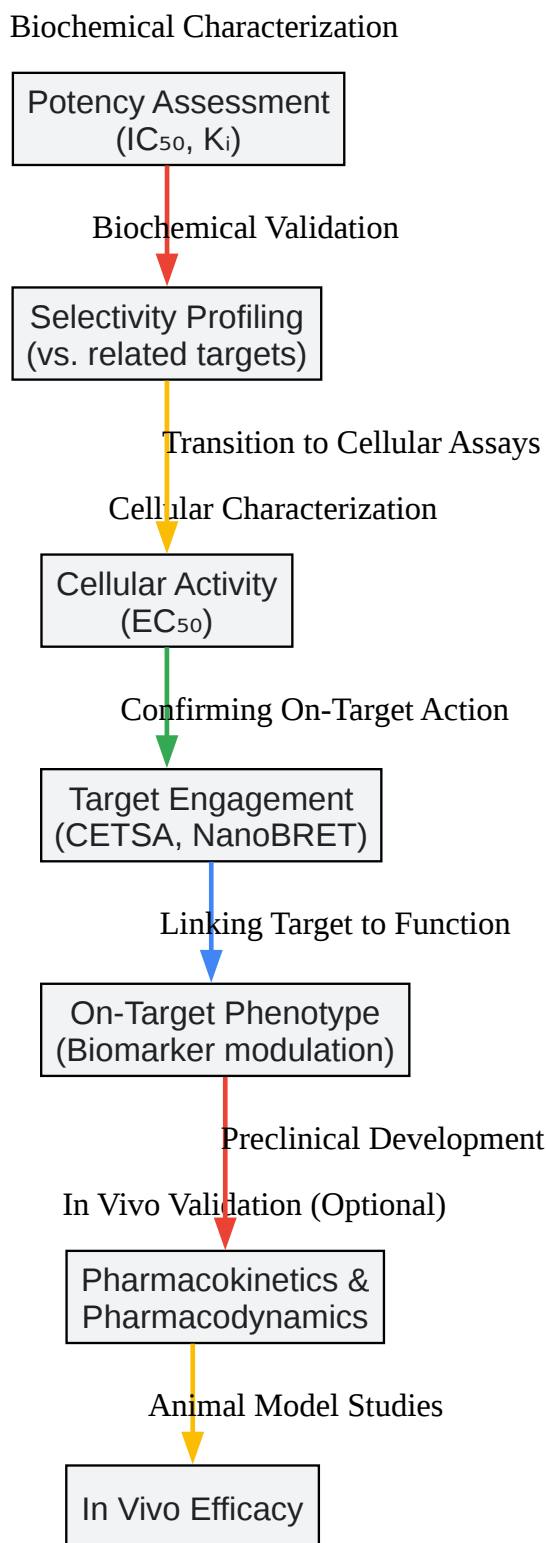 Biochemical Characterization
Potency Assessment
(IC₅₀, Kᵢ)
Biochemical Validation
Selectivity Profiling
(vs. related targets)
Transition to Cellular Assays
Cellular Characterization
Cellular Activity
(EC₅₀)
Confirming On-Target Action
Target Engagement
(CETSA, NanoBRET)
Linking Target to Function
On-Target Phenotype
(Biomarker modulation)
Preclinical Development
In Vivo Validation (Optional)
Pharmacokinetics &
Pharmacodynamics
Animal Model Studies
In Vivo Efficacy